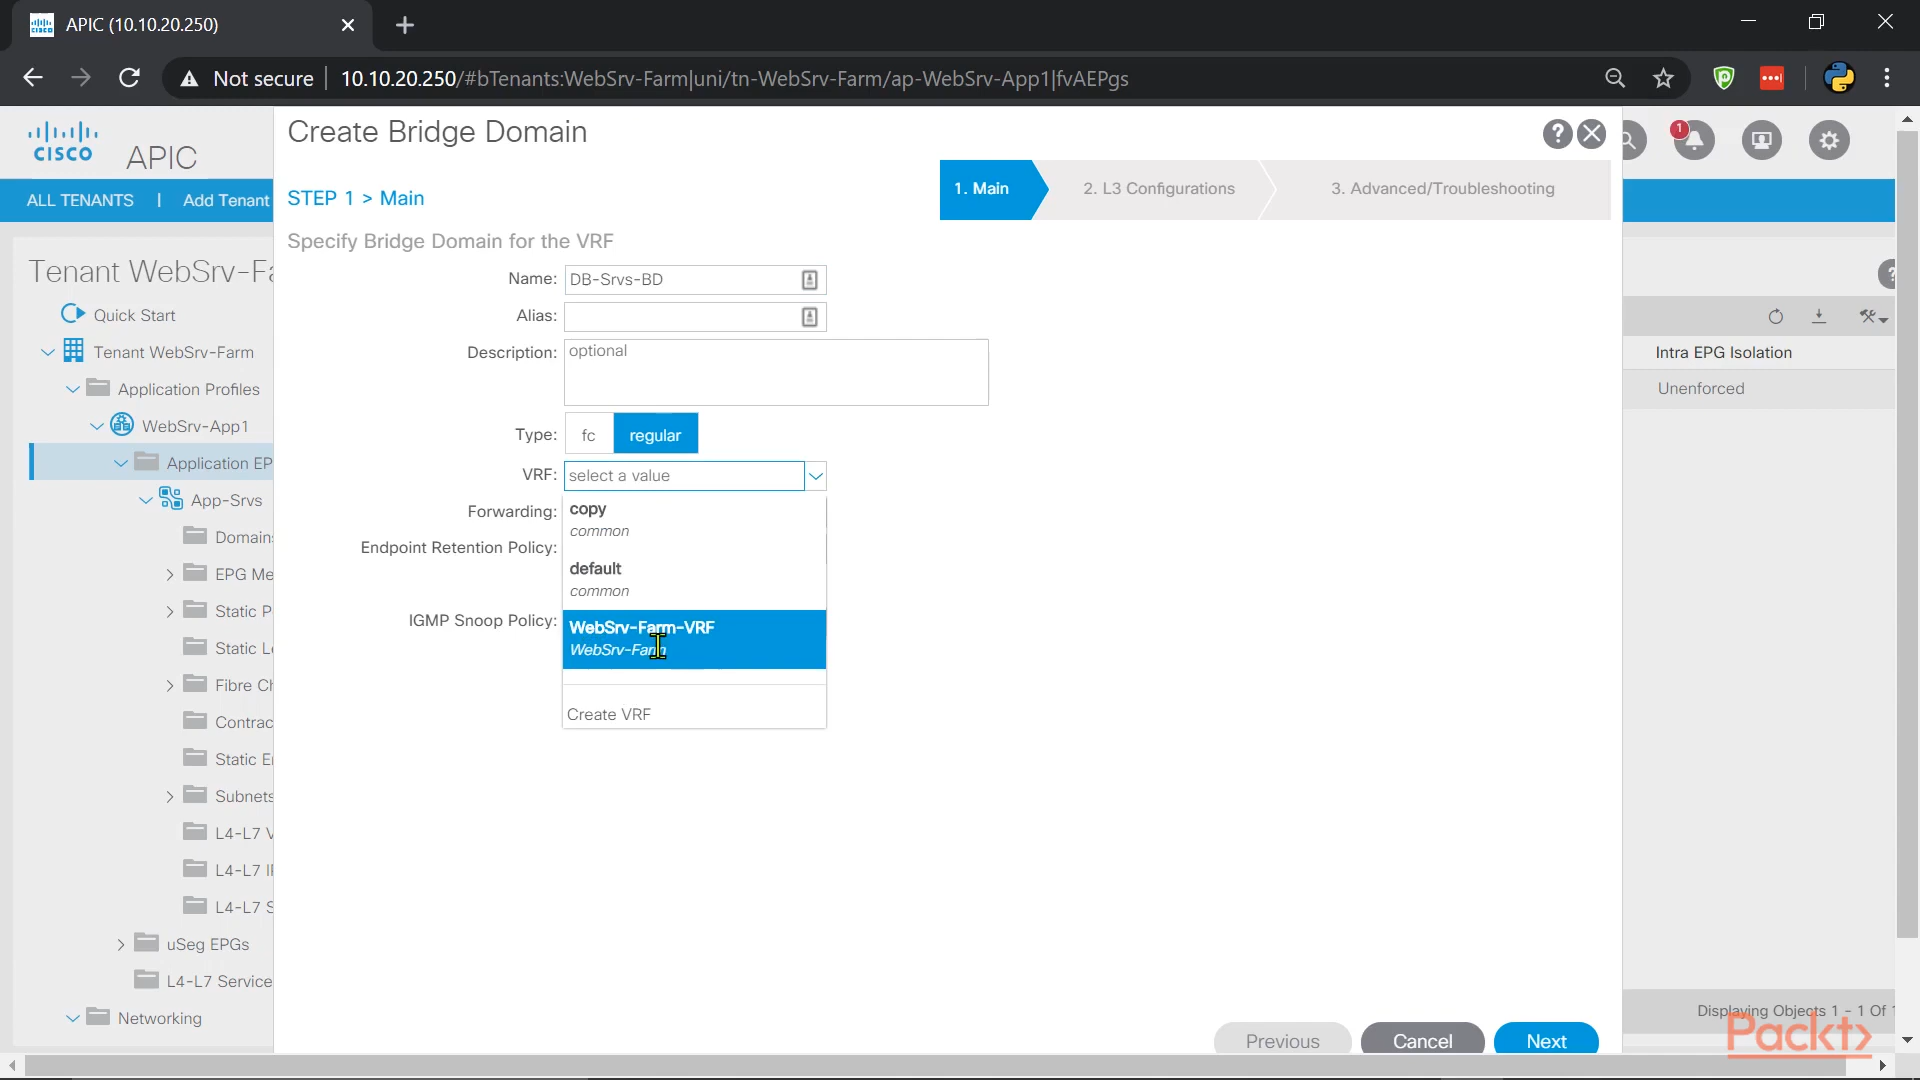 APIC (10.10.20.250)
Not secure | 10.10.20.250/#bTenants:WebSrv-Farm|uni/tn-WebSrv-Farm/ap-WebSrv-App1|fvAEPgs
CISCO APIC
1
ALL TENANTS | Add Tenant
Create Bridge Domain
STEP 1 > Main
1. Main
2. L3 Configurations
3. Advanced/Troubleshooting
Specify Bridge Domain for the VRF
Name: DB-Srvs-BD
Alias:
Description: optional
Type: fc regular
VRF: select a value
Forwarding:
Endpoint Retention Policy:
IGMP Snoop Policy:
copy
common
default
common
WebSrv-Farm-VRF
WebSrv-Farm
Create VRF
Previous
Cancel
Next
Tenant WebSrv-Fa
Quick Start
Tenant WebSrv-Farm
Application Profiles
WebSrv-App1
Application EP
App-Srvs
Domain
EPG Me
Static P
Static L
Fibre Ch
Contrac
Static E
Subnets
L4-L7 V
L4-L7 I
L4-L7 S
uSeg EPGs
L4-L7 Service
Networking
Intra EPG Isolation
Unenforced
Displaying Objects 1 - 1 Of 1
Packt>